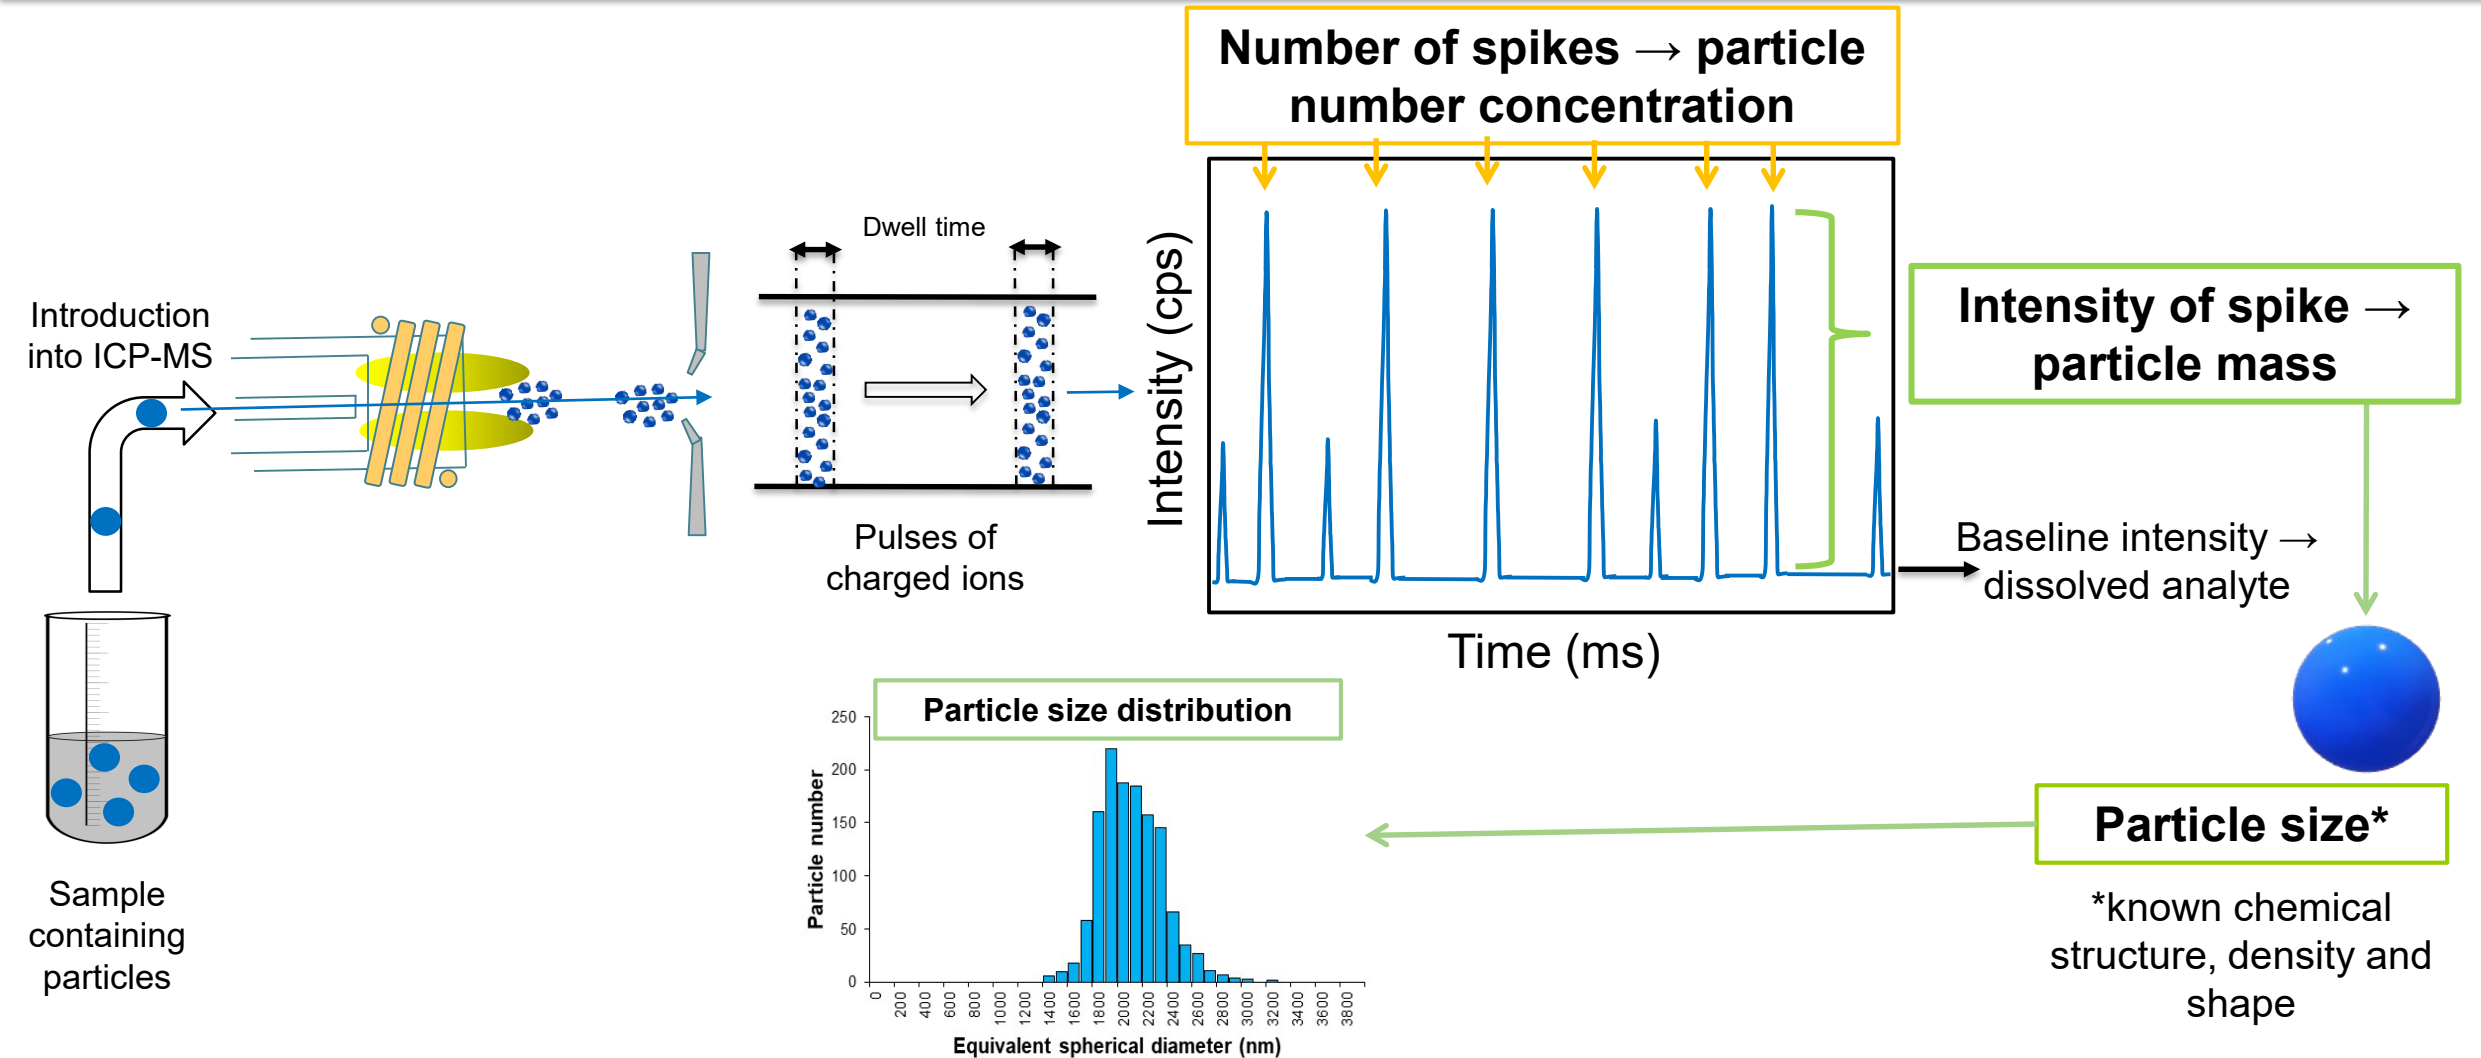 Number of spikes → particle
number concentration
Dwell time
Introduction
into ICP-MS
Intensity (cps)
Intensity of spike →
particle mass
Pulses of
charged ions
Baseline intensity →
dissolved analyte
Time (ms)
Particle size distribution
250
200
150
100
50
0
Particle number
0
200
400
600
800
1000
1200
1400
1600
1800
2000
2200
2400
2600
2800
3000
3200
3400
3600
3800
Equivalent spherical diameter (nm)
Particle size*
*known chemical
structure, density and
shape
Sample
containing
particles